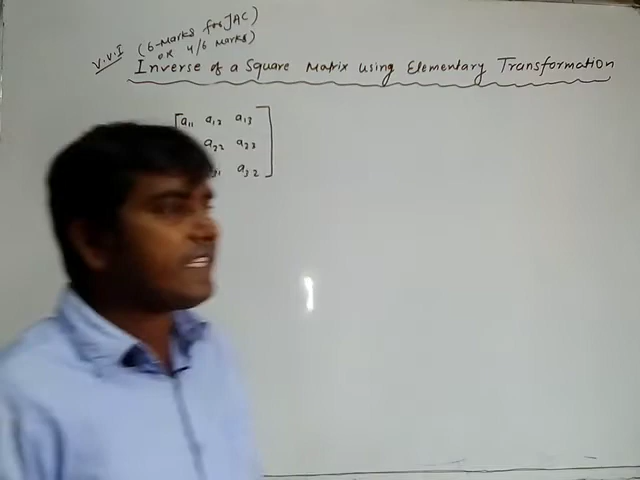 V.V.I (6-Marks for JAC)
or 4/6 Marks)
Inverse of a Square Matrix using Elementary Transformation
a11 a12 a13
a22 a23
a32